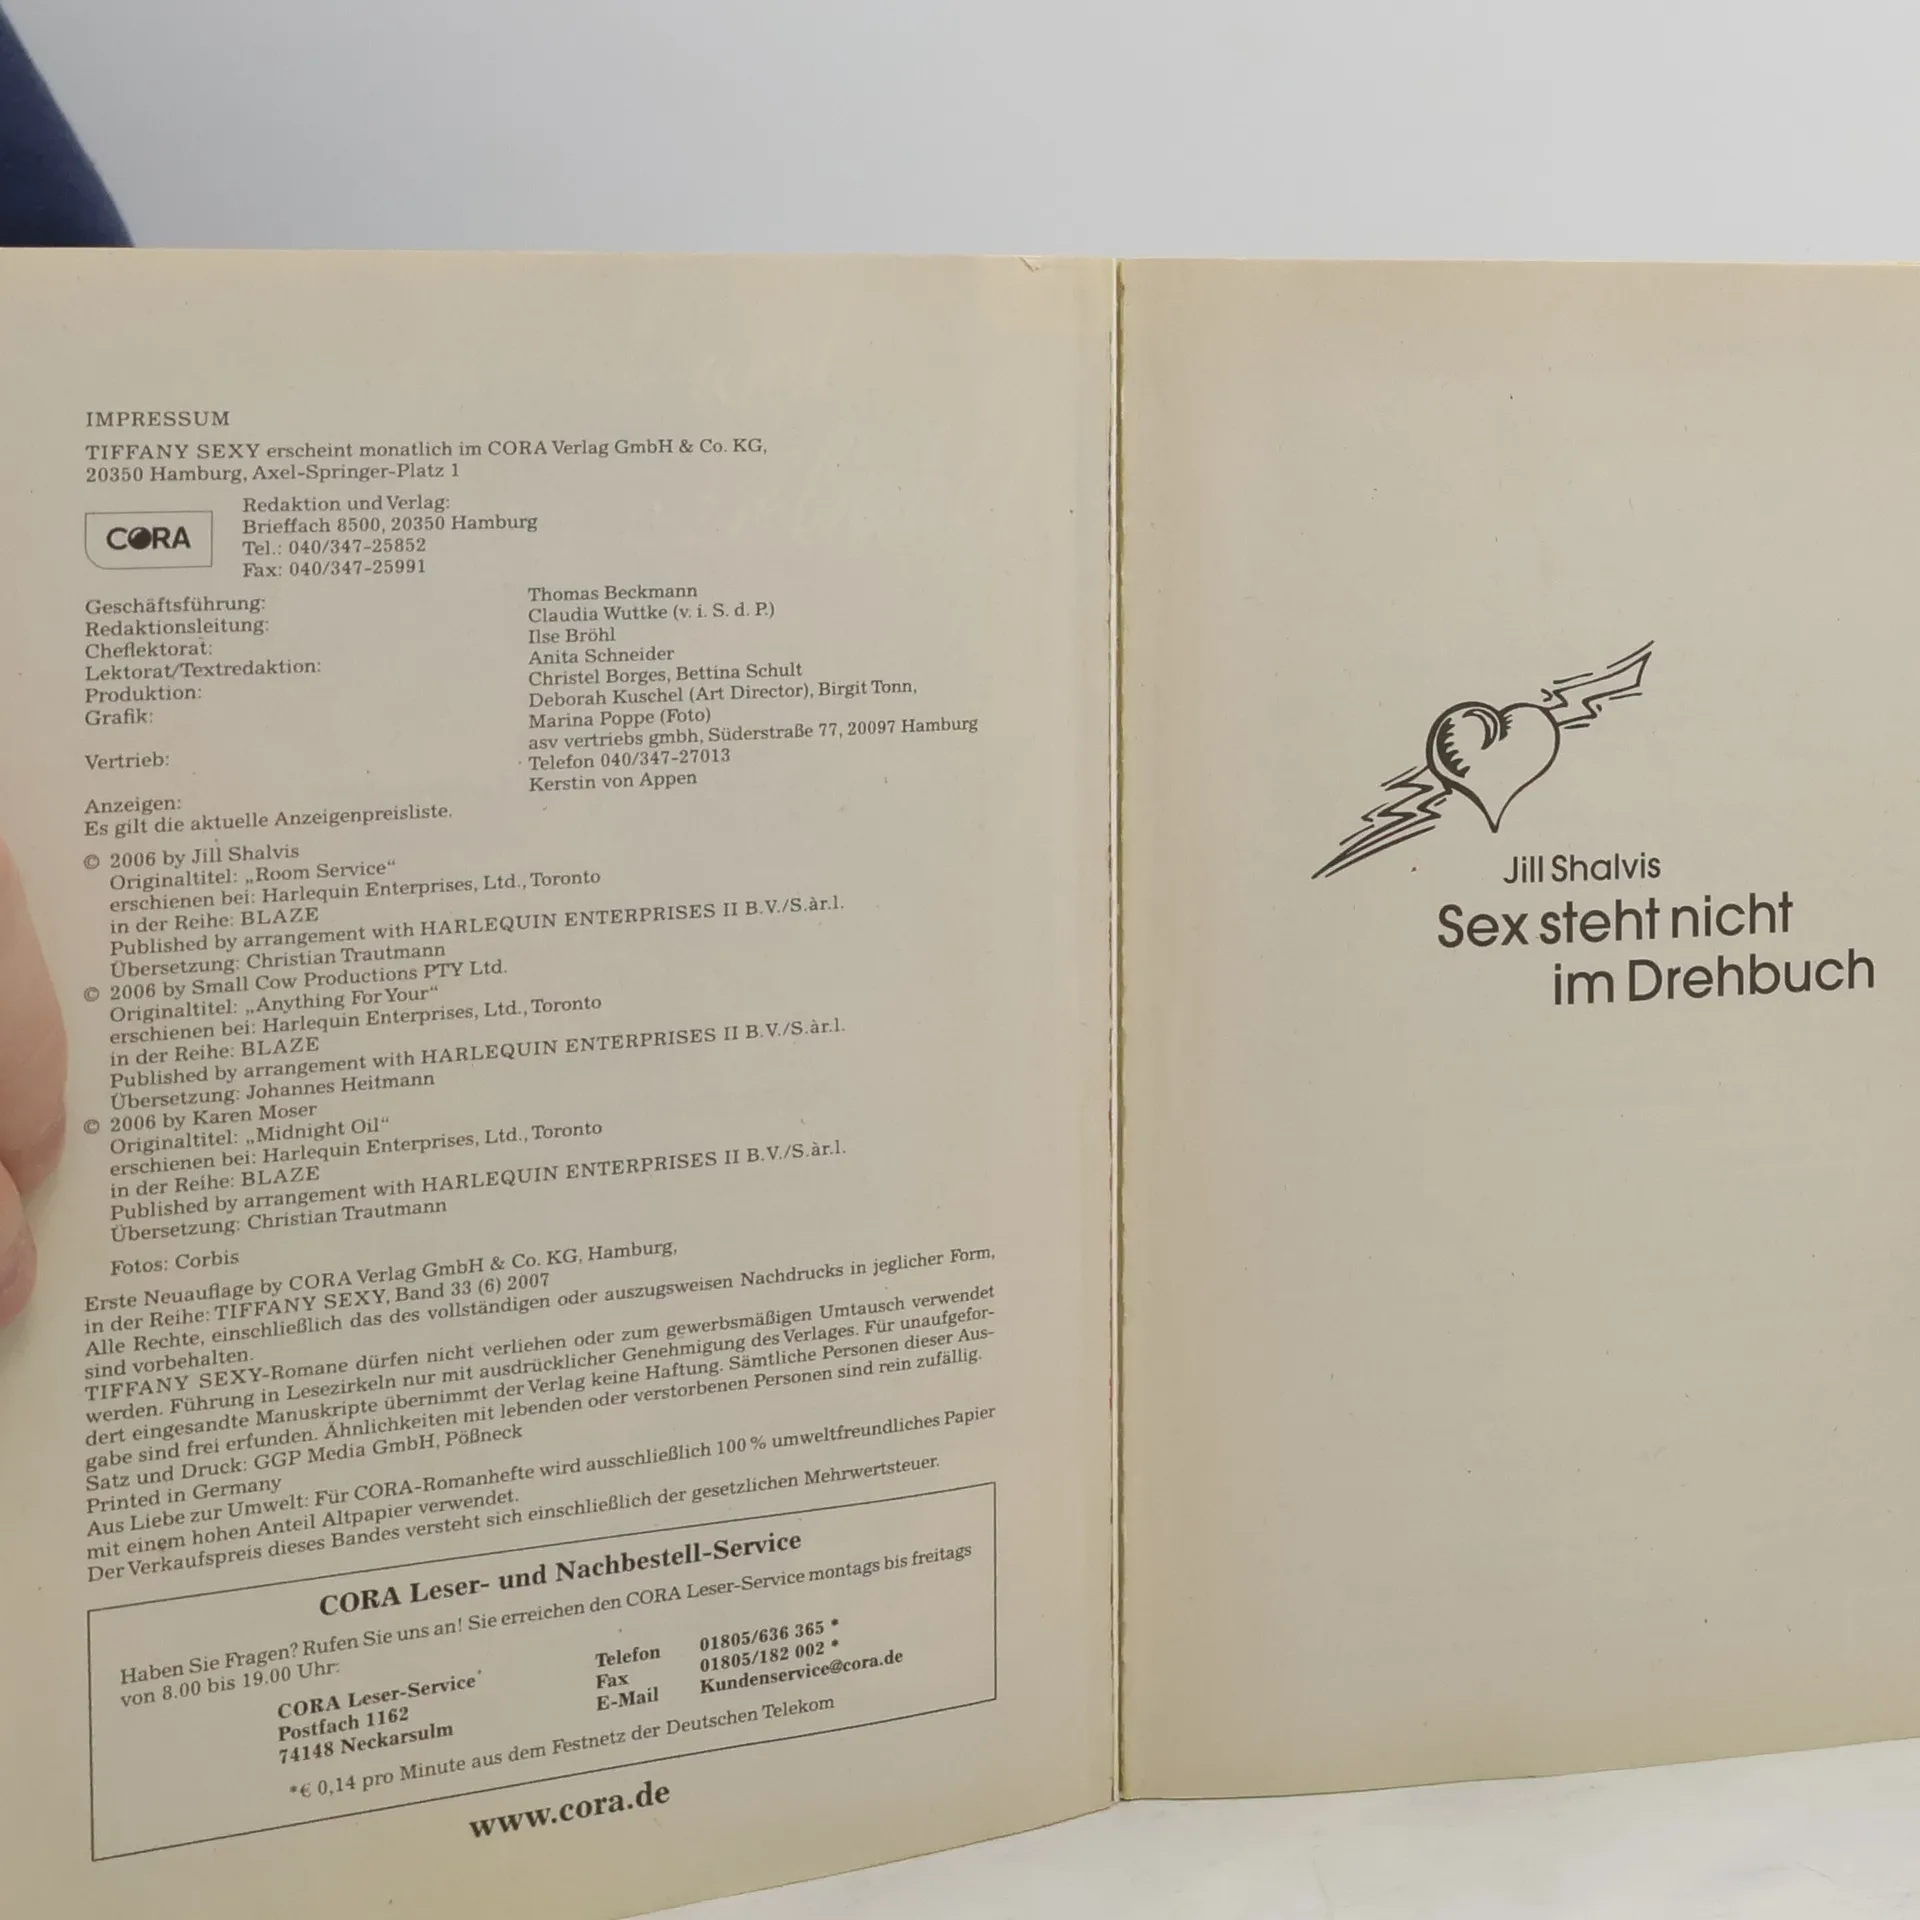 IMPRESSUM
TIFFANY SEXY erscheint monatlich im CORA Verlag GmbH & Co. KG,
20350 Hamburg, Axel-Springer-Platz 1
CORA
Redaktion und Verlag:
Brieffach 8500, 20350 Hamburg
Tel.: 040/347-25852
Fax: 040/347-25991
Geschäftsführung:
Redaktionsleitung:
Cheflektorat:
Lektorat/Textredaktion:
Produktion:
Grafik:
Vertrieb:
Anzeigen:
Thomas Beckmann
Claudia Wuttke (v. i. S. d. P.)
Ilse Bröhl
Anita Schneider
Christel Borges, Bettina Schult
Deborah Kuschel (Art Director), Birgit Tonn,
Marina Poppe (Foto)
asv vertriebs gmbh, Süderstraße 77, 20097 Hamburg
Telefon 040/347-27013
Kerstin von Appen
Es gilt die aktuelle Anzeigenpreisliste.
© 2006 by Jill Shalvis
Originaltitel: „Room Service“
erschienen bei: Harlequin Enterprises, Ltd., Toronto
in der Reihe: BLAZE
Published by arrangement with HARLEQUIN ENTERPRISES II B.V./S.àr.l.
Übersetzung: Christian Trautmann
© 2006 by Small Cow Productions PTY Ltd.
Originaltitel: „Anything For Your“
erschienen bei: Harlequin Enterprises, Ltd., Toronto
in der Reihe: BLAZE
Published by arrangement with HARLEQUIN ENTERPRISES II B.V./S.àr.l.
Übersetzung: Johannes Heitmann
© 2006 by Karen Moser
Originaltitel: „Midnight Oil“
erschienen bei: Harlequin Enterprises, Ltd., Toronto
in der Reihe: BLAZE
Published by arrangement with HARLEQUIN ENTERPRISES II B.V./S.àr.l.
Übersetzung: Christian Trautmann
Fotos: Corbis
Erste Neuauflage by CORA Verlag GmbH & Co. KG, Hamburg,
in der Reihe: TIFFANY SEXY, Band 33 (6) 2007
Alle Rechte, einschließlich das des vollständigen oder auszugsweisen Nachdrucks in jeglicher Form,
sind vorbehalten.
TIFFANY SEXY-Romane dürfen nicht verliehen oder zum gewerbsmäßigen Umtausch verwendet
werden. Führung in Lesezirkeln nur mit ausdrücklicher Genehmigung des Verlages. Für unaufgefor-
dert eingesandte Manuskripte übernimmt der Verlag keine Haftung. Sämtliche Personen dieser Aus-
gabe sind frei erfunden. Ähnlichkeiten mit lebenden oder verstorbenen Personen sind rein zufällig.
Satz und Druck: GGP Media GmbH, Pößneck
Printed in Germany
Aus Liebe zur Umwelt: Für CORA-Romanhefte wird ausschließlich 100 % umweltfreundliches Papier
mit einem hohen Anteil Altpapier verwendet.
Der Verkaufspreis dieses Bandes versteht sich einschließlich der gesetzlichen Mehrwertsteuer.
CORA Leser- und Nachbestell-Service
Haben Sie Fragen? Rufen Sie uns an! Sie erreichen den CORA Leser-Service montags bis freitags
von 8.00 bis 19.00 Uhr:
CORA Leser-Service
Postfach 1162
74148 Neckarsulm
Telefon 01805/636 365 *
Fax 01805/182 002 *
E-Mail Kundenservice@cora.de
*€ 0,14 pro Minute aus dem Festnetz der Deutschen Telekom
www.cora.de
Jill Shalvis
Sex steht nicht
im Drehbuch